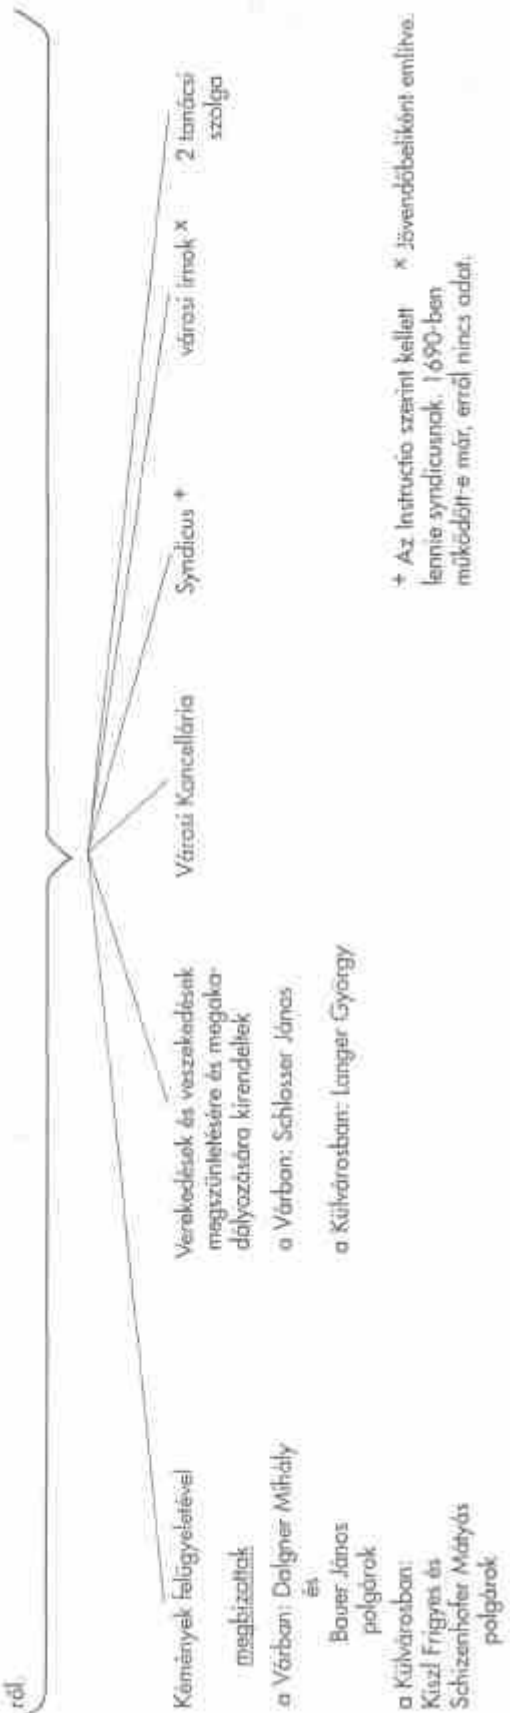 ról.
Kémények felügyeletével
megbizottak
a Várban: Dalgner Mihály
és
Bauer János
polgárok
a Külvárosban:
Kiszl Frigyes és
Schizenhofer Mátyás
polgárok
Verekedések és veszekedések
megszüntetésére és megaka-
dályozására kirendeltek
a Várban: Schlosser János
a Külvárosban: Langer György
Városi Kancellária
Syndicus +
városi írnok x
2 tanácsi
szolga
+ Az Instructio szerint kellett
lennie syndicusnak. 1690-ben
működött-e már, erről nincs adat.
x Jövendőbeliként említve.